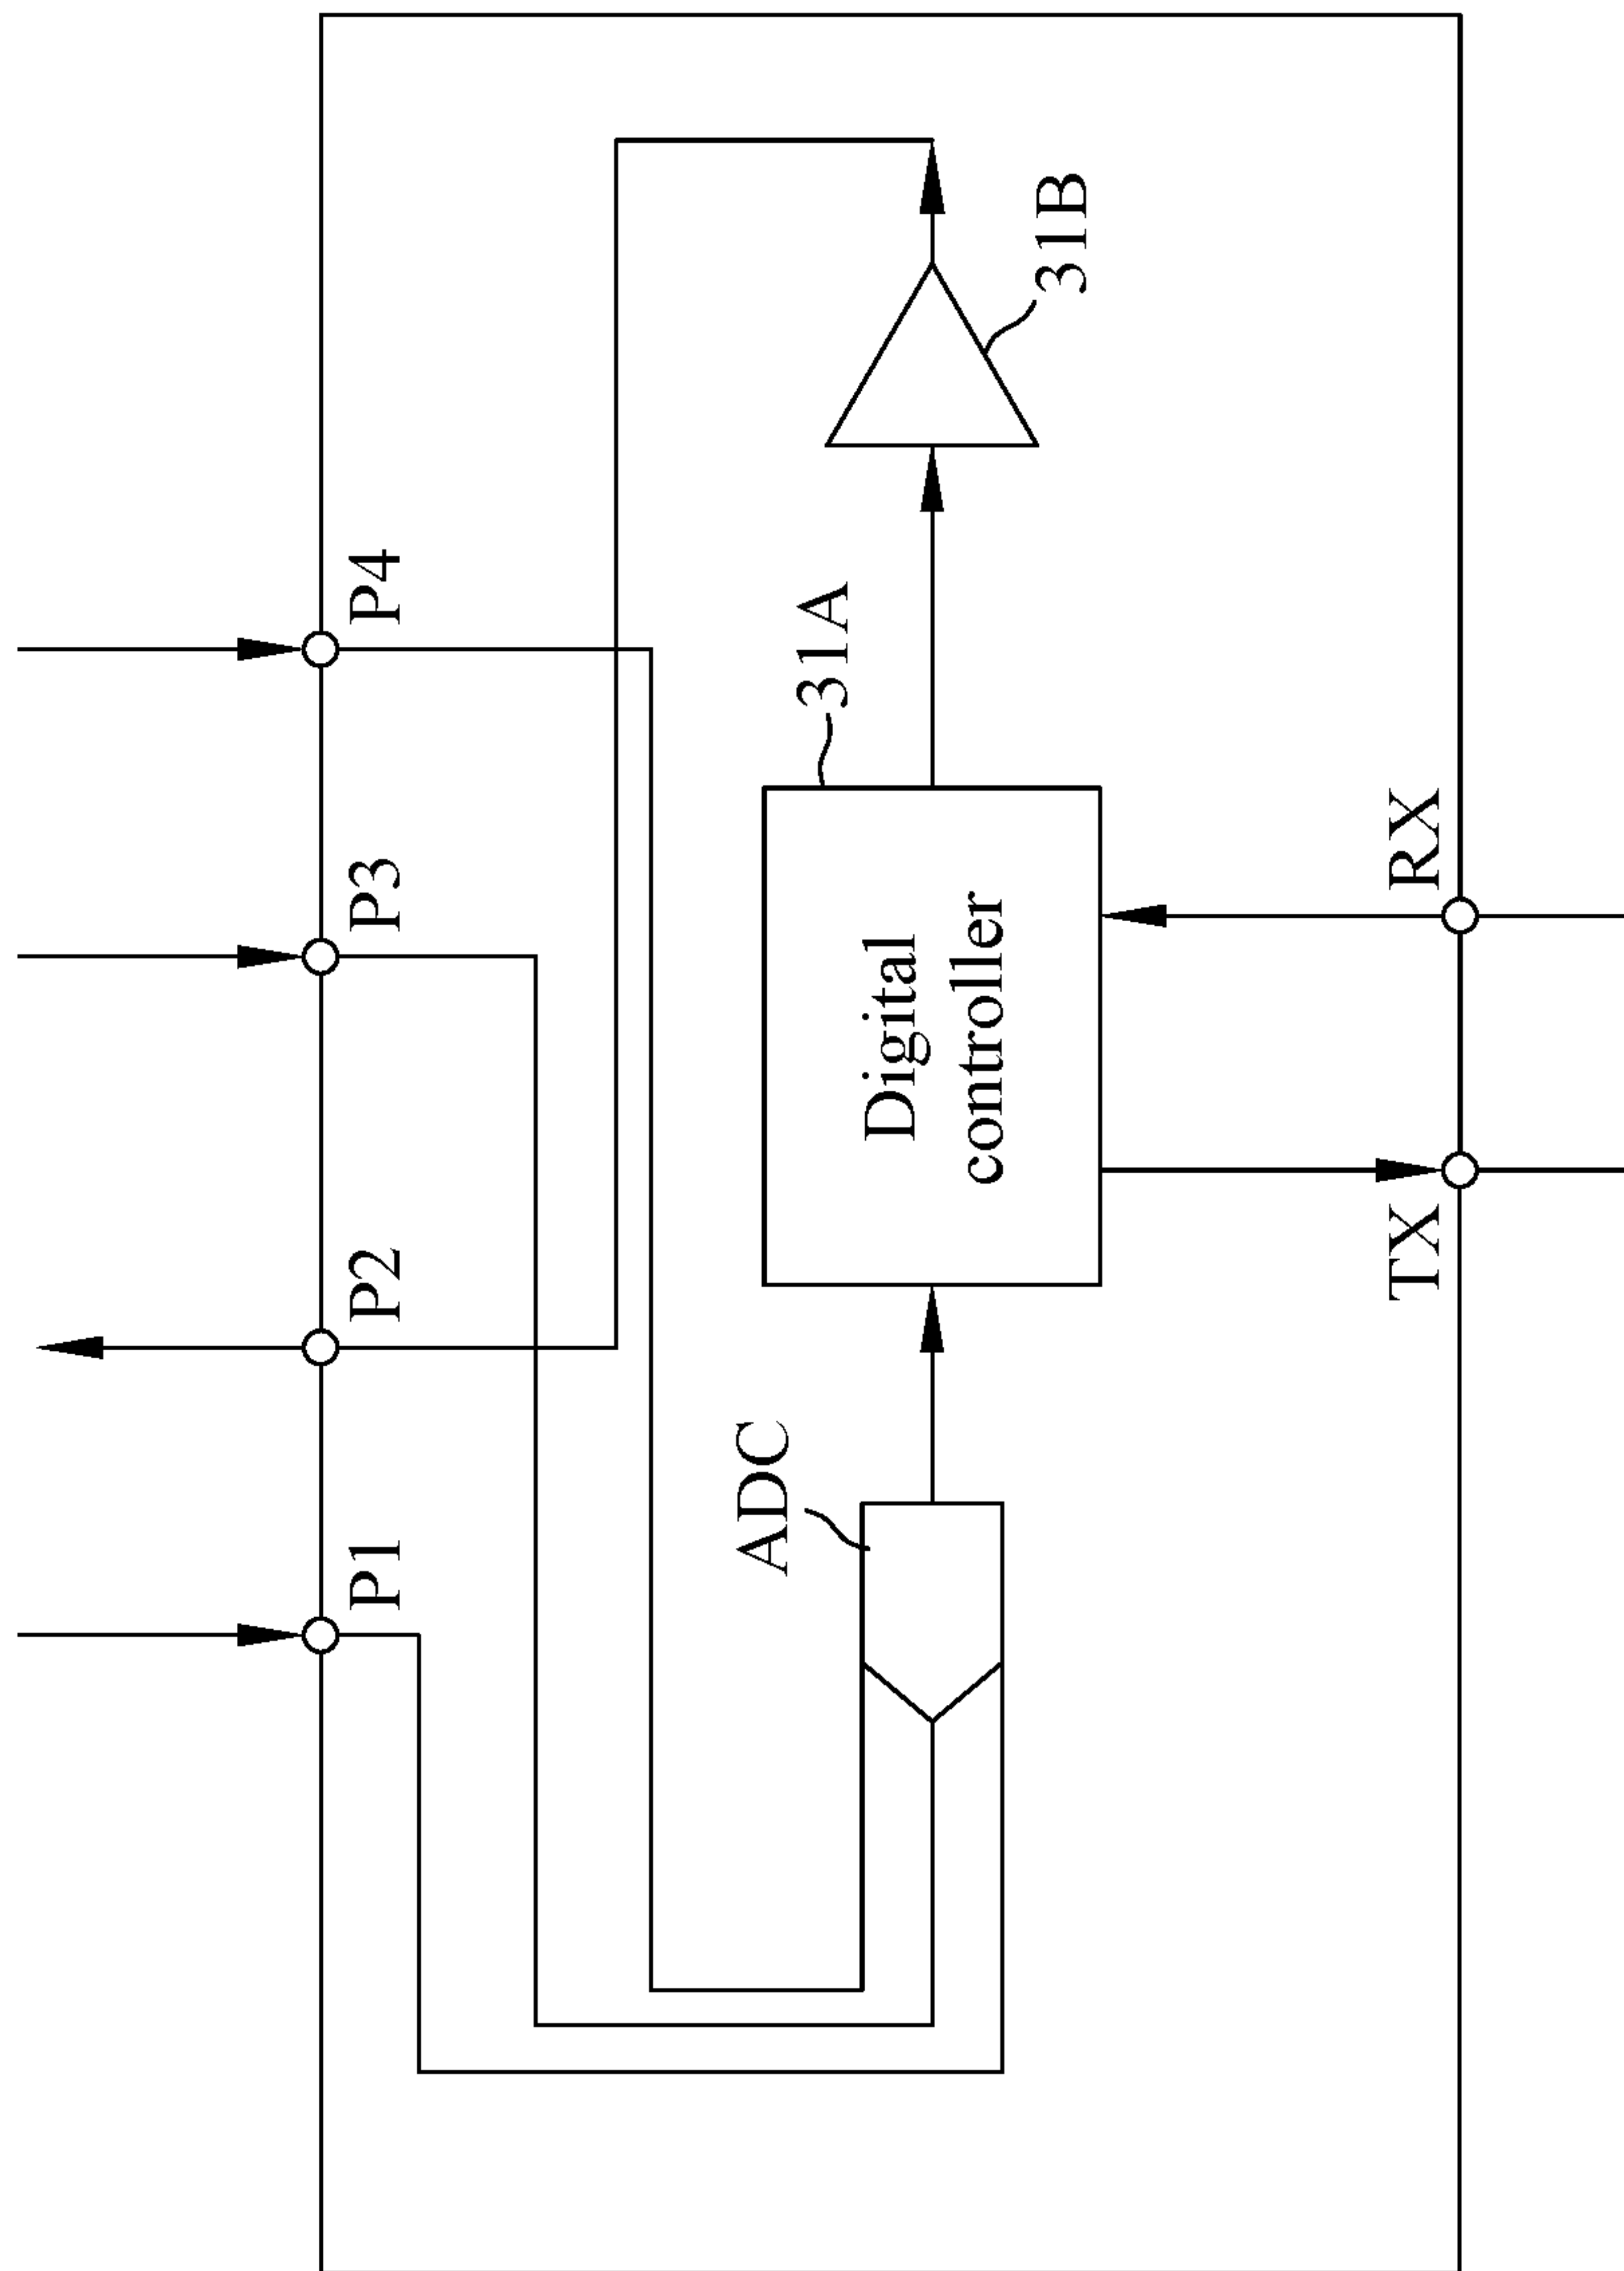 P1
P2
P3
P4
ADC
Digital
controller
31A
31B
TX
RX